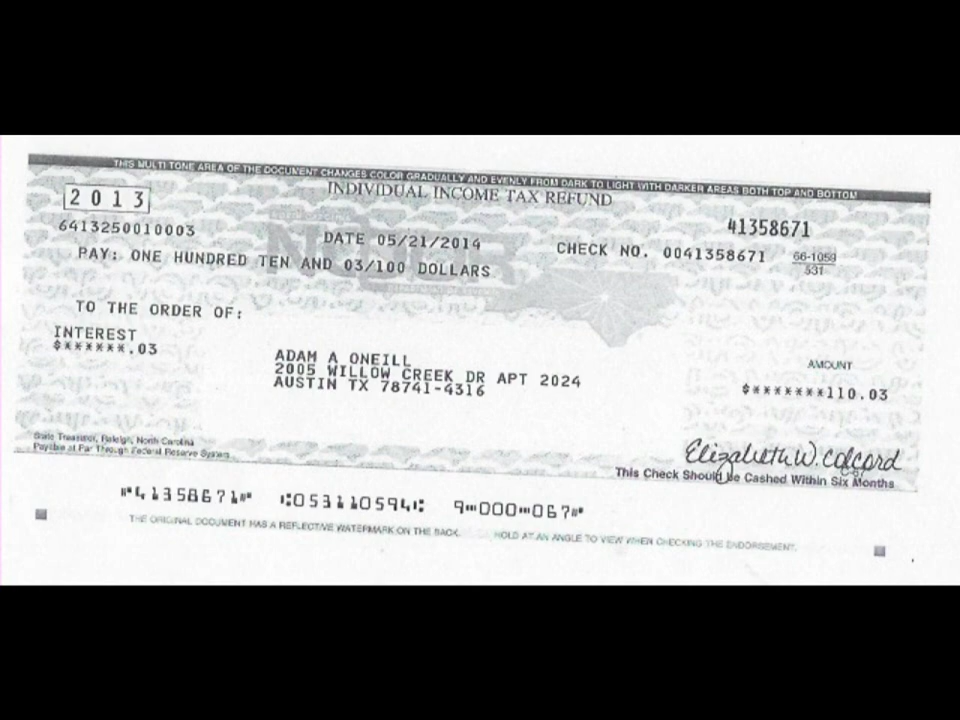 THIS MULTI TONE AREA OF THE DOCUMENT CHANGES COLOR GRADUALLY AND EVENLY FROM DARK TO LIGHT WITH DARKER AREAS BOTH TOP AND BOTTOM
INDIVIDUAL INCOME TAX REFUND
2013
41358671
6413250010003
DATE 05/21/2014
CHECK NO. 0041358671
66-1059
531
PAY: ONE HUNDRED TEN AND 03/100 DOLLARS
TO THE ORDER OF:
INTEREST
$******.03
ADAM A ONEILL
2005 WILLOW CREEK DR APT 2024
AUSTIN TX 78741-4316
AMOUNT
$********110.03
State Treasurer, Raleigh, North Carolina
Payable at Par Through Federal Reserve System
Elizabeth W. Colcord
This Check Should be Cashed Within Six Months
⑈41358671⑈ ⑆053110594⑆ 9⑉000⑉067⑈
THE ORIGINAL DOCUMENT HAS A REFLECTIVE WATERMARK ON THE BACK. HOLD AT AN ANGLE TO VIEW WHEN CHECKING THE ENDORSEMENT.